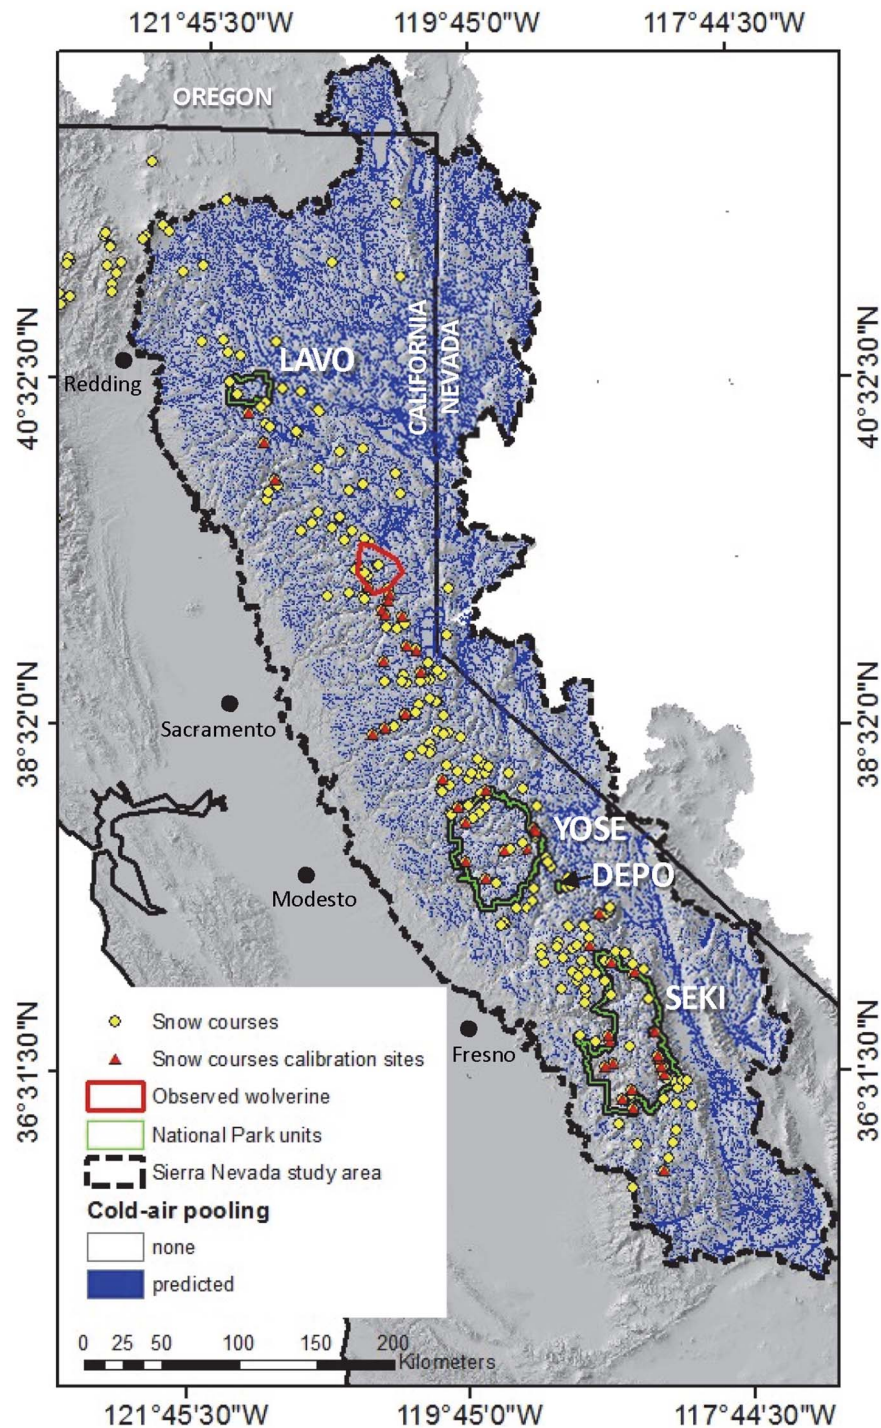 121°45'30"W 119°45'0"W 117°44'30"W
OREGON
CALIFORNIA
NEVADA
40°32'30"N
40°32'30"N
LAVO
Redding
38°32'0"N
38°32'0"N
Sacramento
YOSE
DEPO
Modesto
SEKI
Fresno
36°31'30"N
36°31'30"N
Snow courses
Snow courses calibration sites
Observed wolverine
National Park units
Sierra Nevada study area
Cold-air pooling
none
predicted
0 25 50 100 150 200
Kilometers
121°45'30"W 119°45'0"W 117°44'30"W